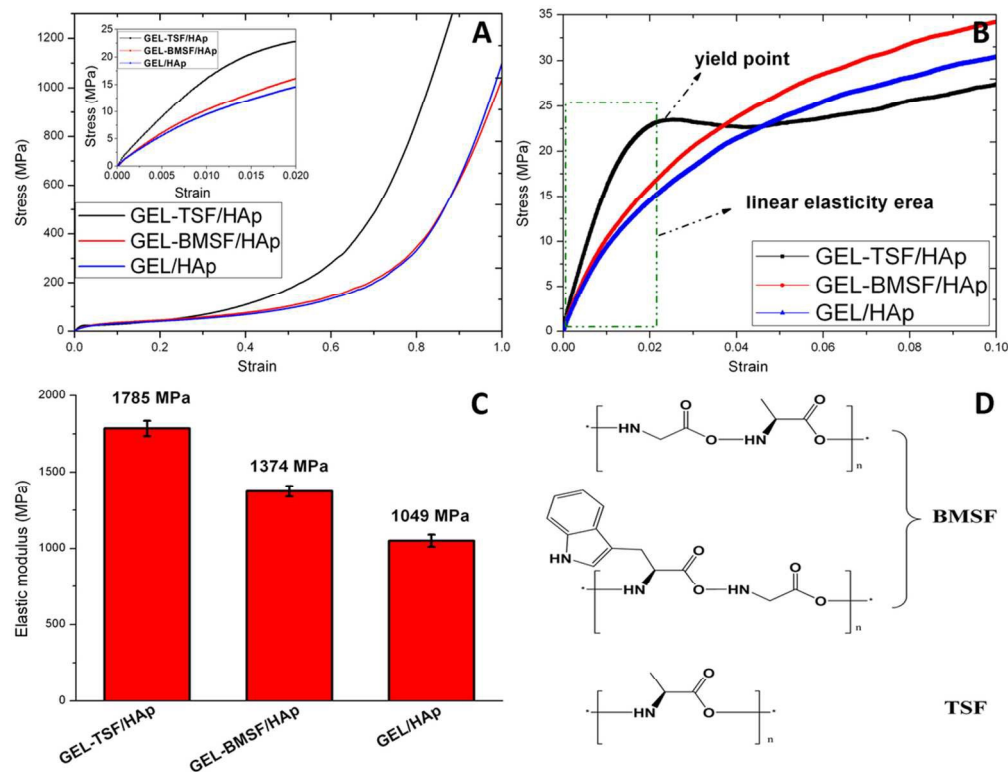 A
Stress (MPa)
1200
1000
800
600
400
200
0
0.0 0.2 0.4 0.6 0.8 1.0
Strain
GEL-TSF/HAp
GEL-BMSF/HAp
GEL/HAp
Stress (MPa)
25
20
15
10
5
0
0.000 0.005 0.010 0.015 0.020
Strain
GEL-TSF/HAp
GEL-BMSF/HAp
GEL/HAp
B
Stress (MPa)
35
30
25
20
15
10
5
0
0.00 0.02 0.04 0.06 0.08 0.10
Strain
yield point
linear elasticity erea
GEL-TSF/HAp
GEL-BMSF/HAp
GEL/HAp
C
Elastic modulus (MPa)
2000
1500
1000
500
0
1785 MPa
1374 MPa
1049 MPa
GEL-TSF/HAp
GEL-BMSF/HAp
GEL/HAp
D
O O
* HN O HN O *
n
BMSF
HN
O O
* HN O HN O *
n
O
* HN O *
n
TSF